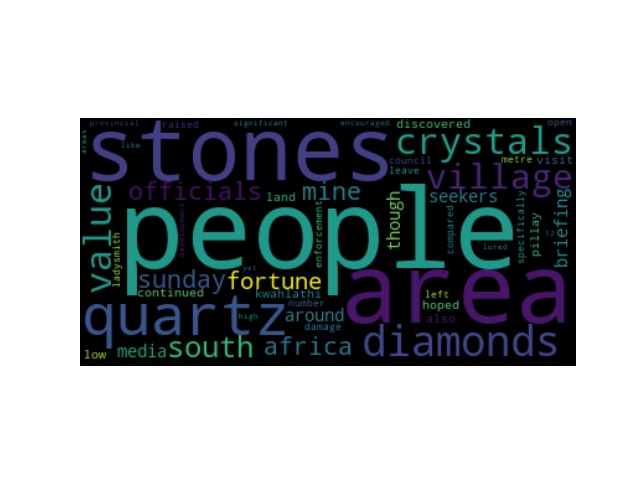 provincial raised significant encouraged discovered open
areas stones like crystals
council metre visit
leave village
officials land mine seekers
value people though
ladysmith development enforcement compared lured specifically pillay briefing
sunday fortune yet area
continued kwahlathi left
quartz number around hoped
high damage also
low media south africa diamonds